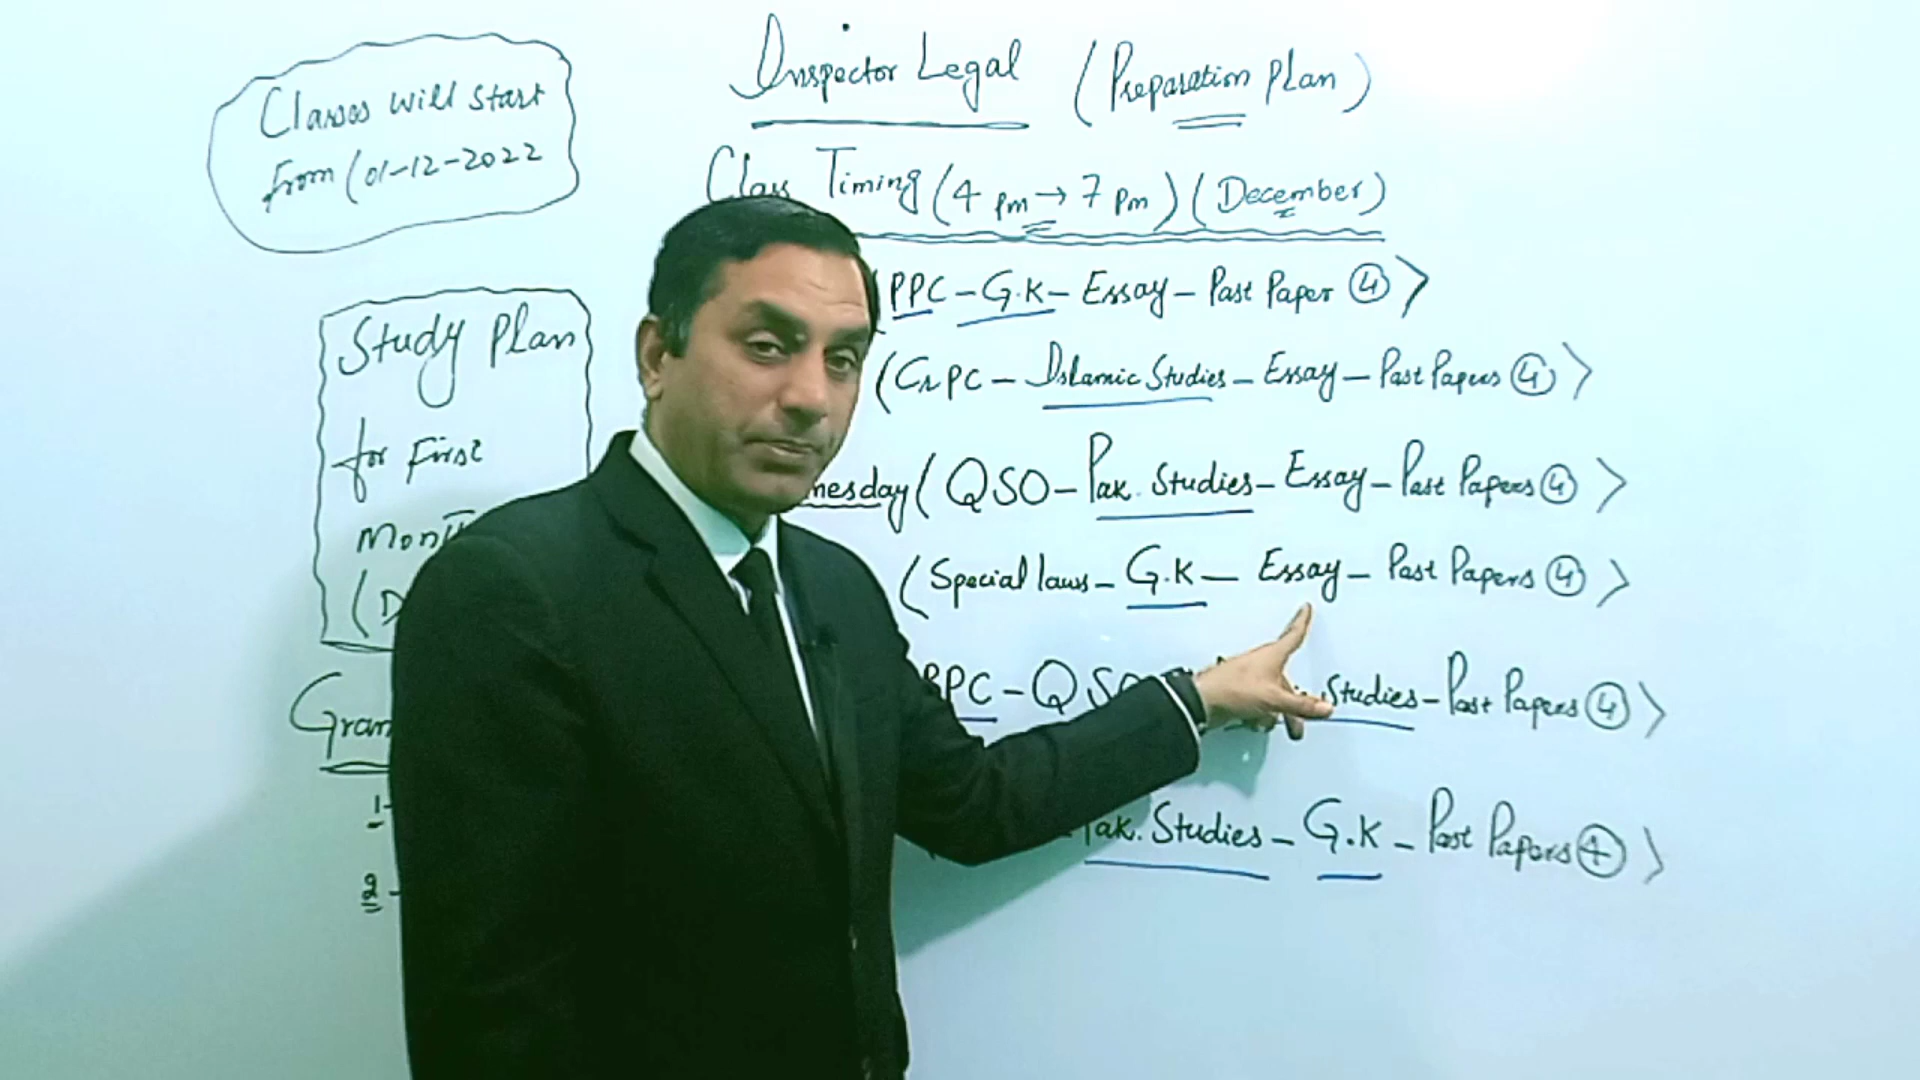 Inspector Legal (Preparation Plan)
Classes will start
from (01-12-2022
Class Timing (4 pm → 7 pm) (December)
(PPC - G.K - Essay - Past Paper ④ >
(CrPC - Islamic Studies - Essay - Past Papers ④ >
nesday (QSO - Pak. Studies - Essay - Past Papers ④ >
(Special laws - G.K - Essay - Past Papers ④ >
PPC - QSO Studies - Past Papers ④ >
Pak. Studies - G.K - Past Papers ④ >
Study Plan
for First
Mont
(D
Gram
1-
2-